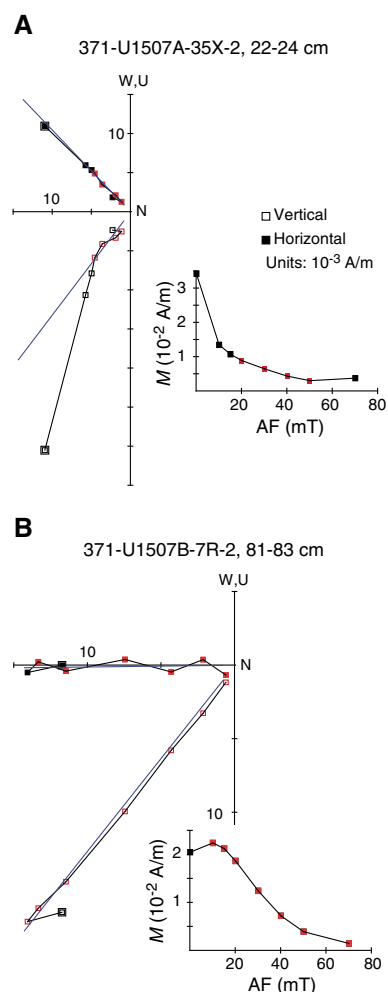 A
371-U1507A-35X-2, 22-24 cm
W,U
10
10
N
Vertical
Horizontal
Units: 10-3 A/m
3
2
1
M (10-2 A/m)
20 40 60 80
AF (mT)
B
371-U1507B-7R-2, 81-83 cm
W,U
10
N
10
2
1
M (10-2 A/m)
20 40 60 80
AF (mT)